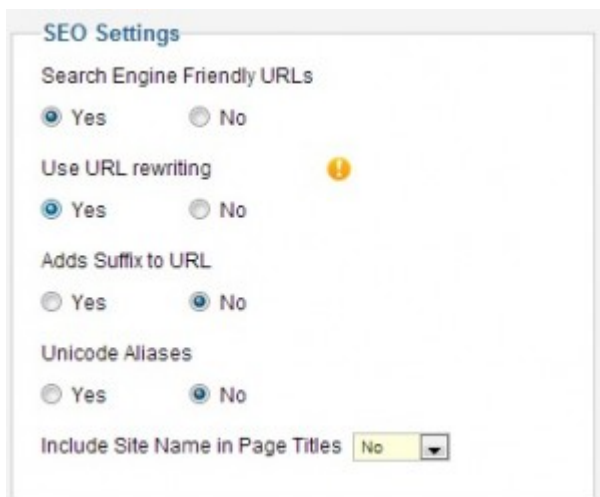 SEO Settings
Search Engine Friendly URLs
Yes No
Use URL rewriting
Yes No
Adds Suffix to URL
Yes No
Unicode Aliases
Yes No
Include Site Name in Page Titles No